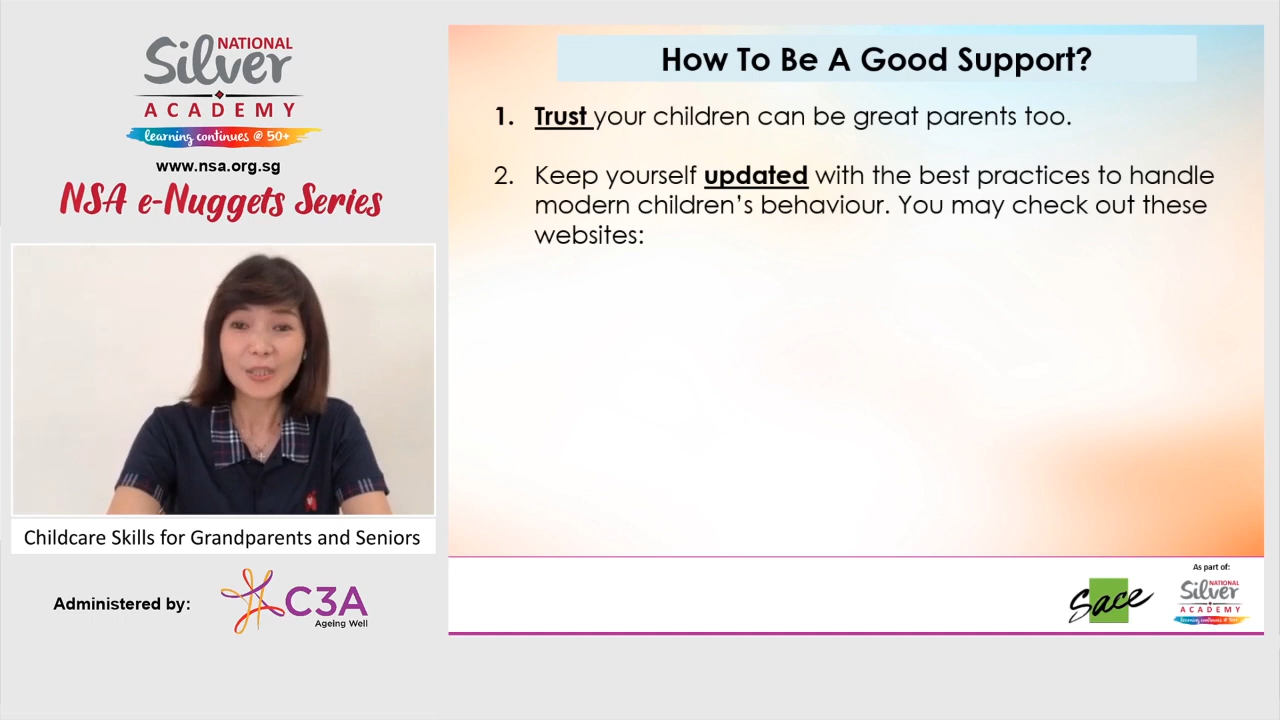 NATIONAL
Silver
ACADEMY
learning continues @ 50+
www.nsa.org.sg
NSA e-Nuggets Series
Childcare Skills for Grandparents and Seniors
Administered by:
C3A
Ageing Well
How To Be A Good Support?
1. Trust your children can be great parents too.
2. Keep yourself updated with the best practices to handle
modern children's behaviour. You may check out these
websites:
Sace
As part of:
NATIONAL
Silver
ACADEMY
learning continues @ 50+